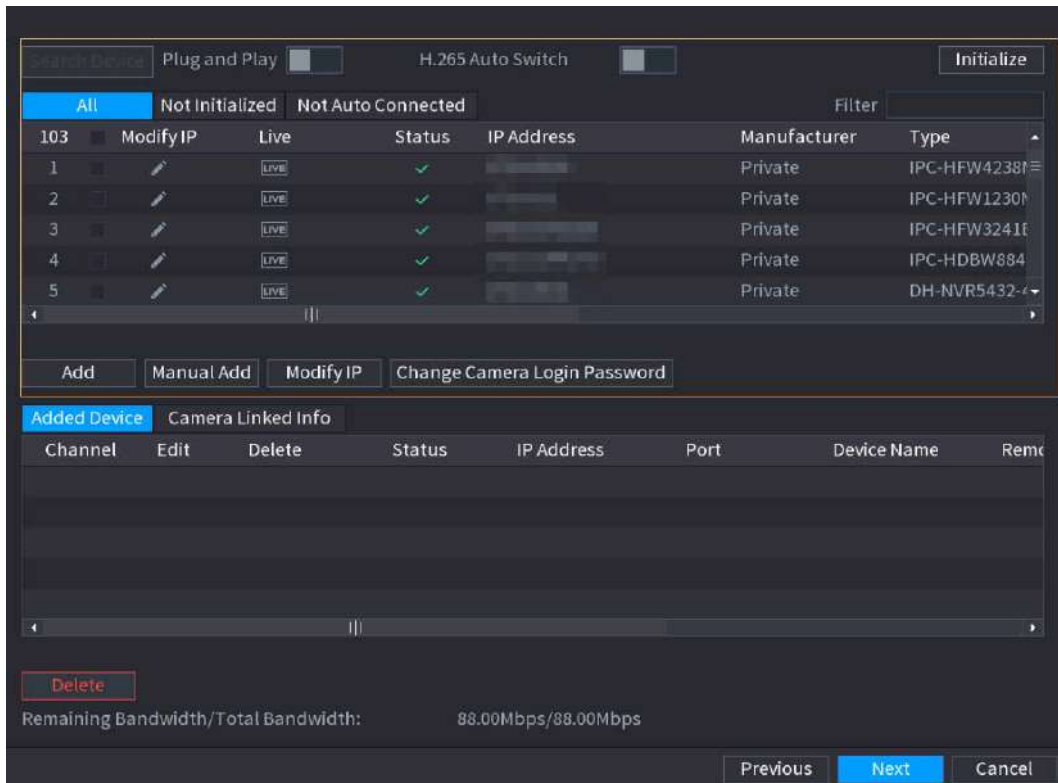 Search Device Plug and Play H.265 Auto Switch Initialize
All Not Initialized Not Auto Connected Filter
103 Modify IP Live Status IP Address Manufacturer Type
1 LIVE Private IPC-HFW4238
2 LIVE Private IPC-HFW1230
3 LIVE Private IPC-HFW3241
4 LIVE Private IPC-HDBW884
5 LIVE Private DH-NVR5432-4
Add Manual Add Modify IP Change Camera Login Password
Added Device Camera Linked Info
Channel Edit Delete Status IP Address Port Device Name Remo
Delete
Remaining Bandwidth/Total Bandwidth: 88.00Mbps/88.00Mbps
Previous Next Cancel